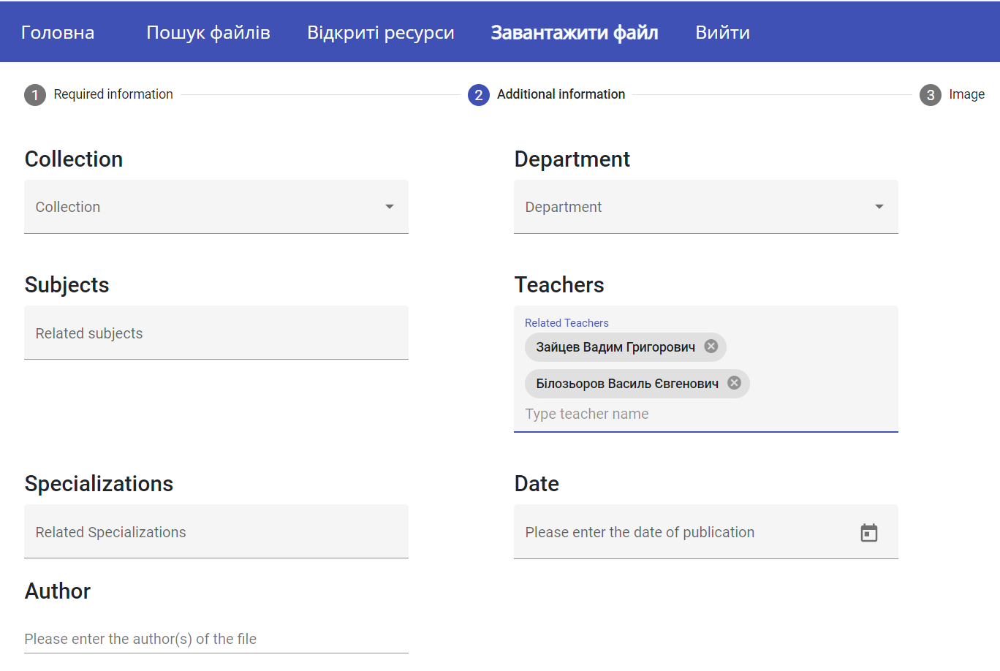 Головна Пошук файлів Відкриті ресурси Завантажити файл Вийти
1 Required information 2 Additional information 3 Image
Collection
Collection
Department
Department
Subjects
Related subjects
Teachers
Related Teachers
Зайцев Вадим Григорович
Білозьоров Василь Євгенович
Type teacher name
Specializations
Related Specializations
Date
Please enter the date of publication
Author
Please enter the author(s) of the file